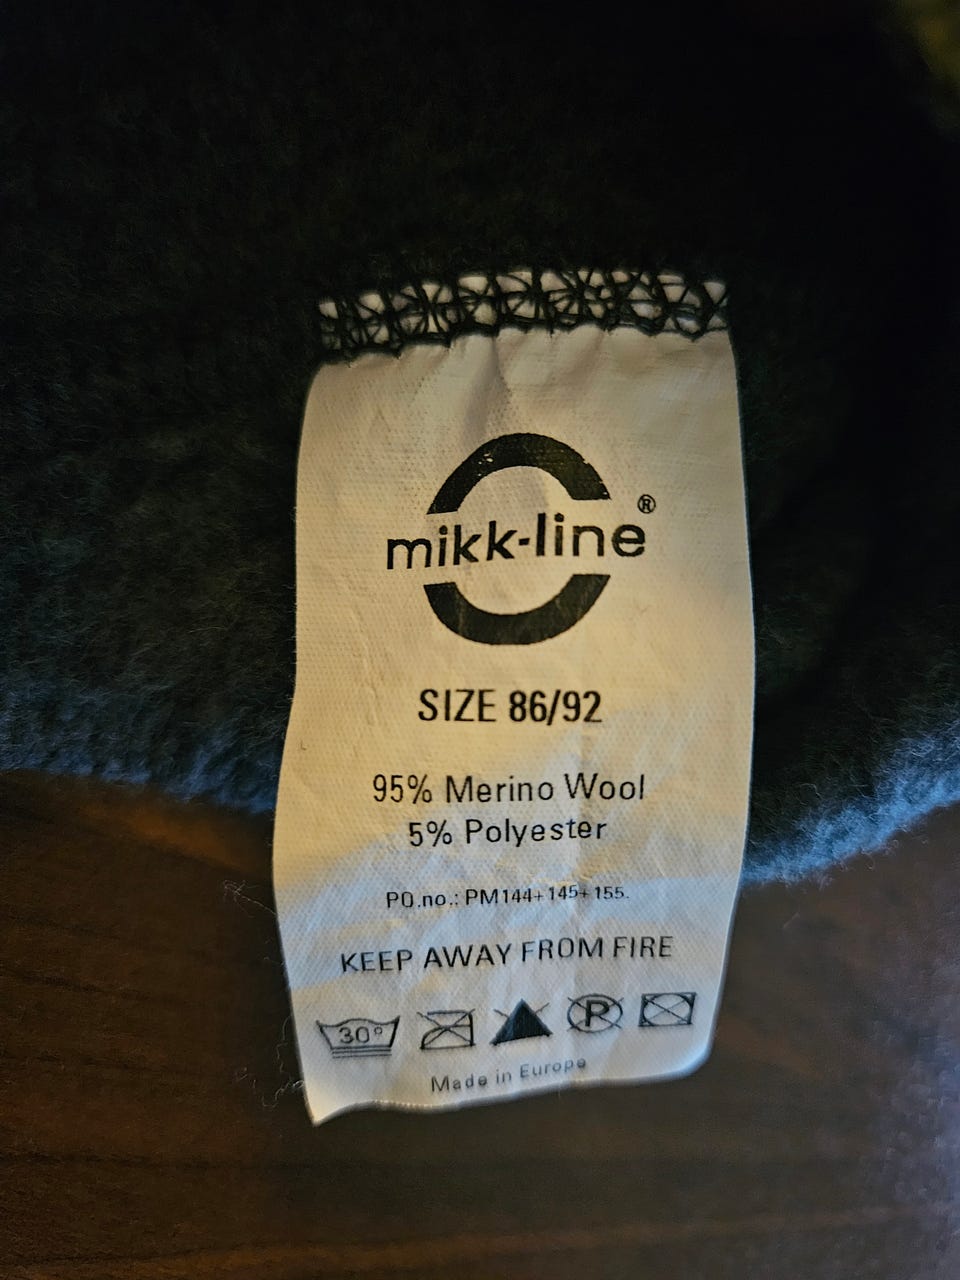 mikk-line®
SIZE 86/92
95% Merino Wool
5% Polyester
PO.no.: PM144+145+155.
KEEP AWAY FROM FIRE
30° P
Made in Europe